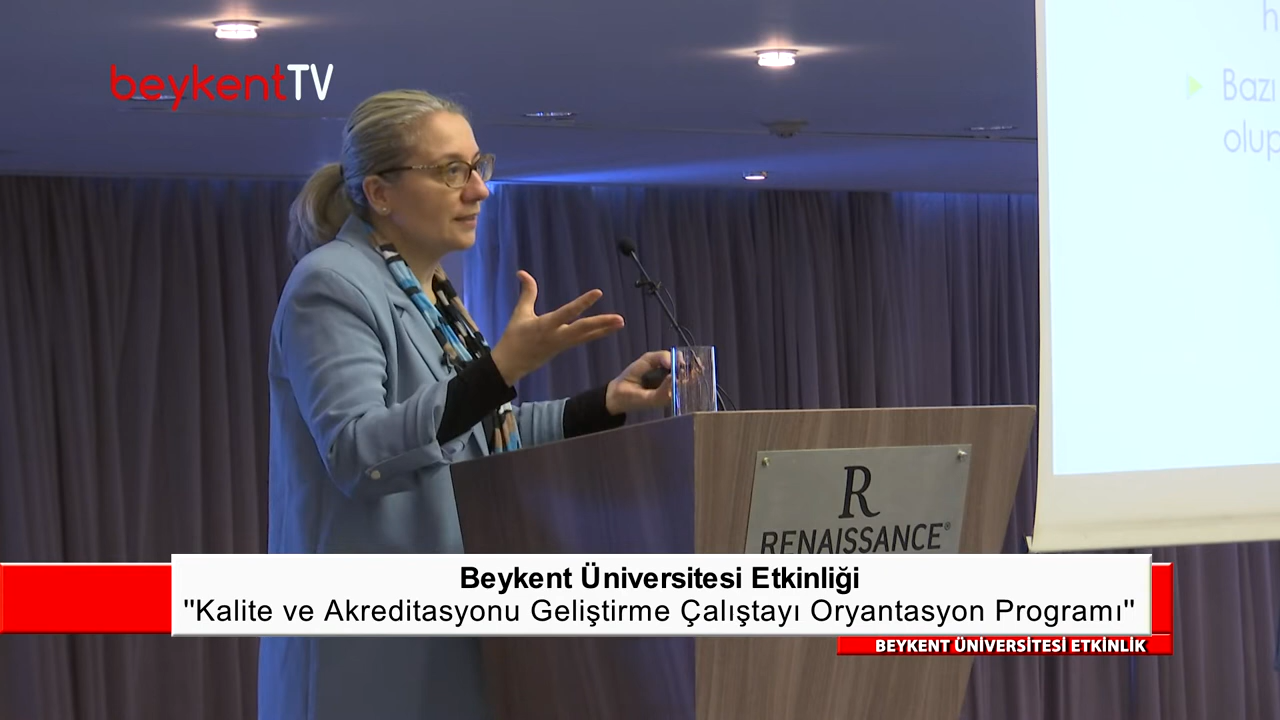 beykentTV
h
Bazı
olup
R
RENAISSANCE®
Beykent Üniversitesi Etkinliği
"Kalite ve Akreditasyonu Geliştirme Çalıştayı Oryantasyon Programı"
BEYKENT ÜNİVERSİTESİ ETKİNLİK